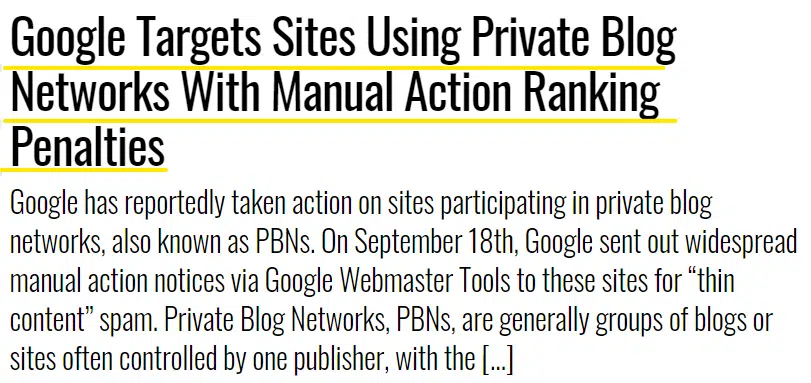 Google Targets Sites Using Private Blog
Networks With Manual Action Ranking
Penalties
Google has reportedly taken action on sites participating in private blog
networks, also known as PBNs. On September 18th, Google sent out widespread
manual action notices via Google Webmaster Tools to these sites for “thin
content” spam. Private Blog Networks, PBNs, are generally groups of blogs or
sites often controlled by one publisher, with the [...]